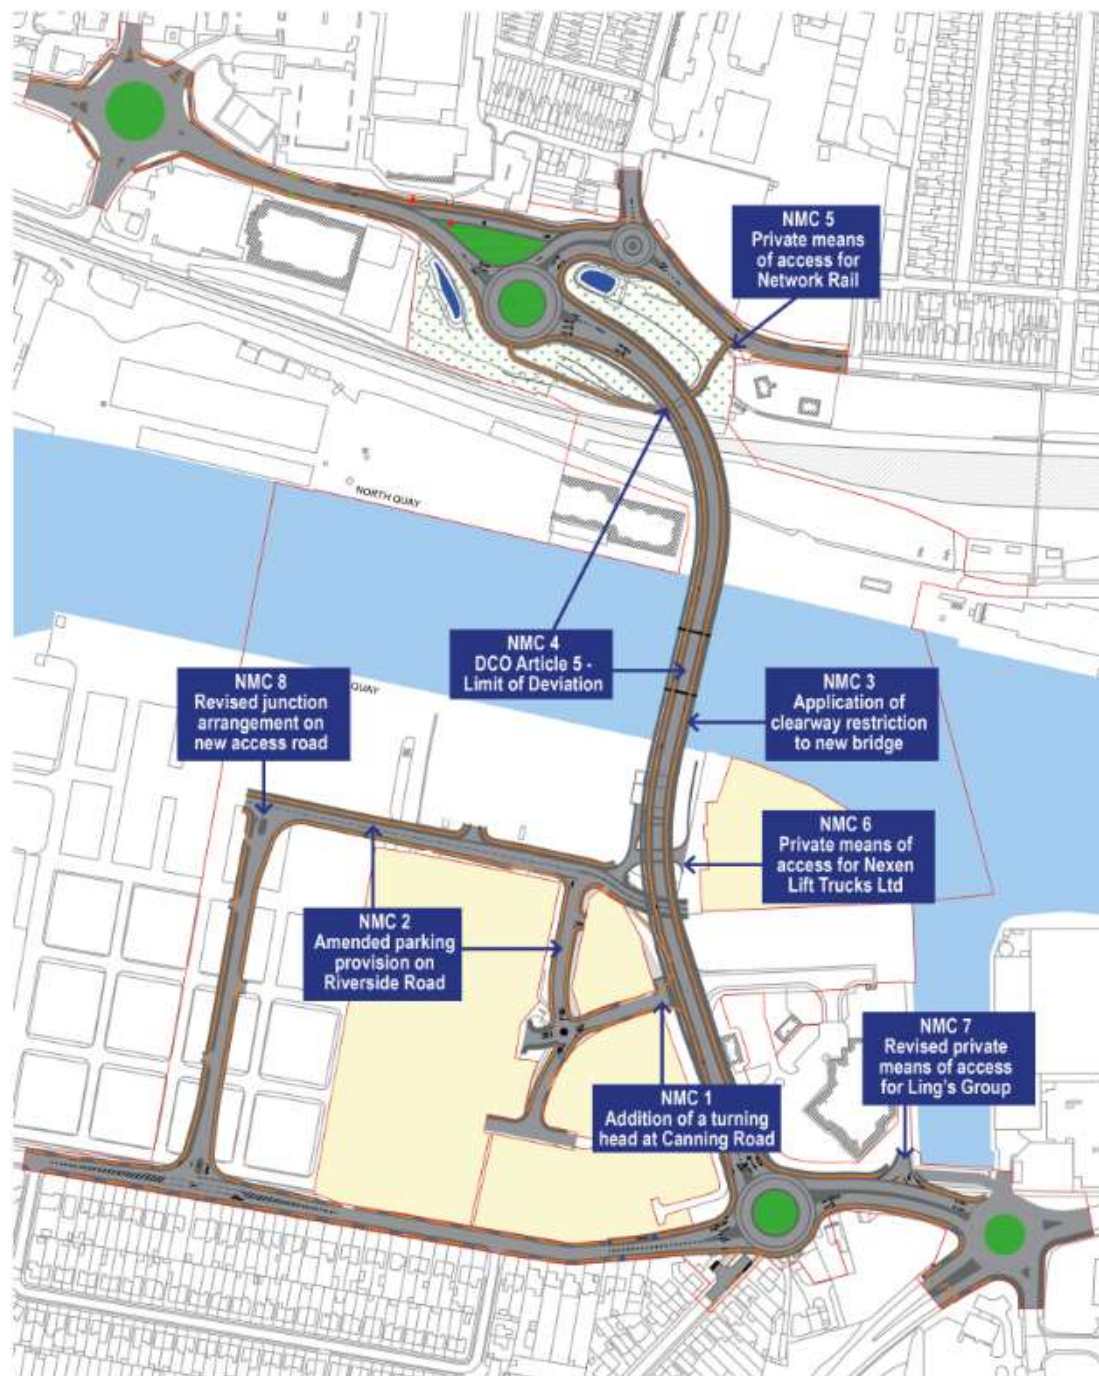 NMC 5
Private means
of access for
Network Rail
NORTH QUAY
NMC 4
DCO Article 5 -
Limit of Deviation
NMC 8
Revised junction
arrangement on
new access road
QUAY
NMC 3
Application of
clearway restriction
to new bridge
NMC 6
Private means of
access for Nexen
Lift Trucks Ltd
NMC 2
Amended parking
provision on
Riverside Road
NMC 7
Revised private
means of access
for Ling's Group
NMC 1
Addition of a turning
head at Canning Road